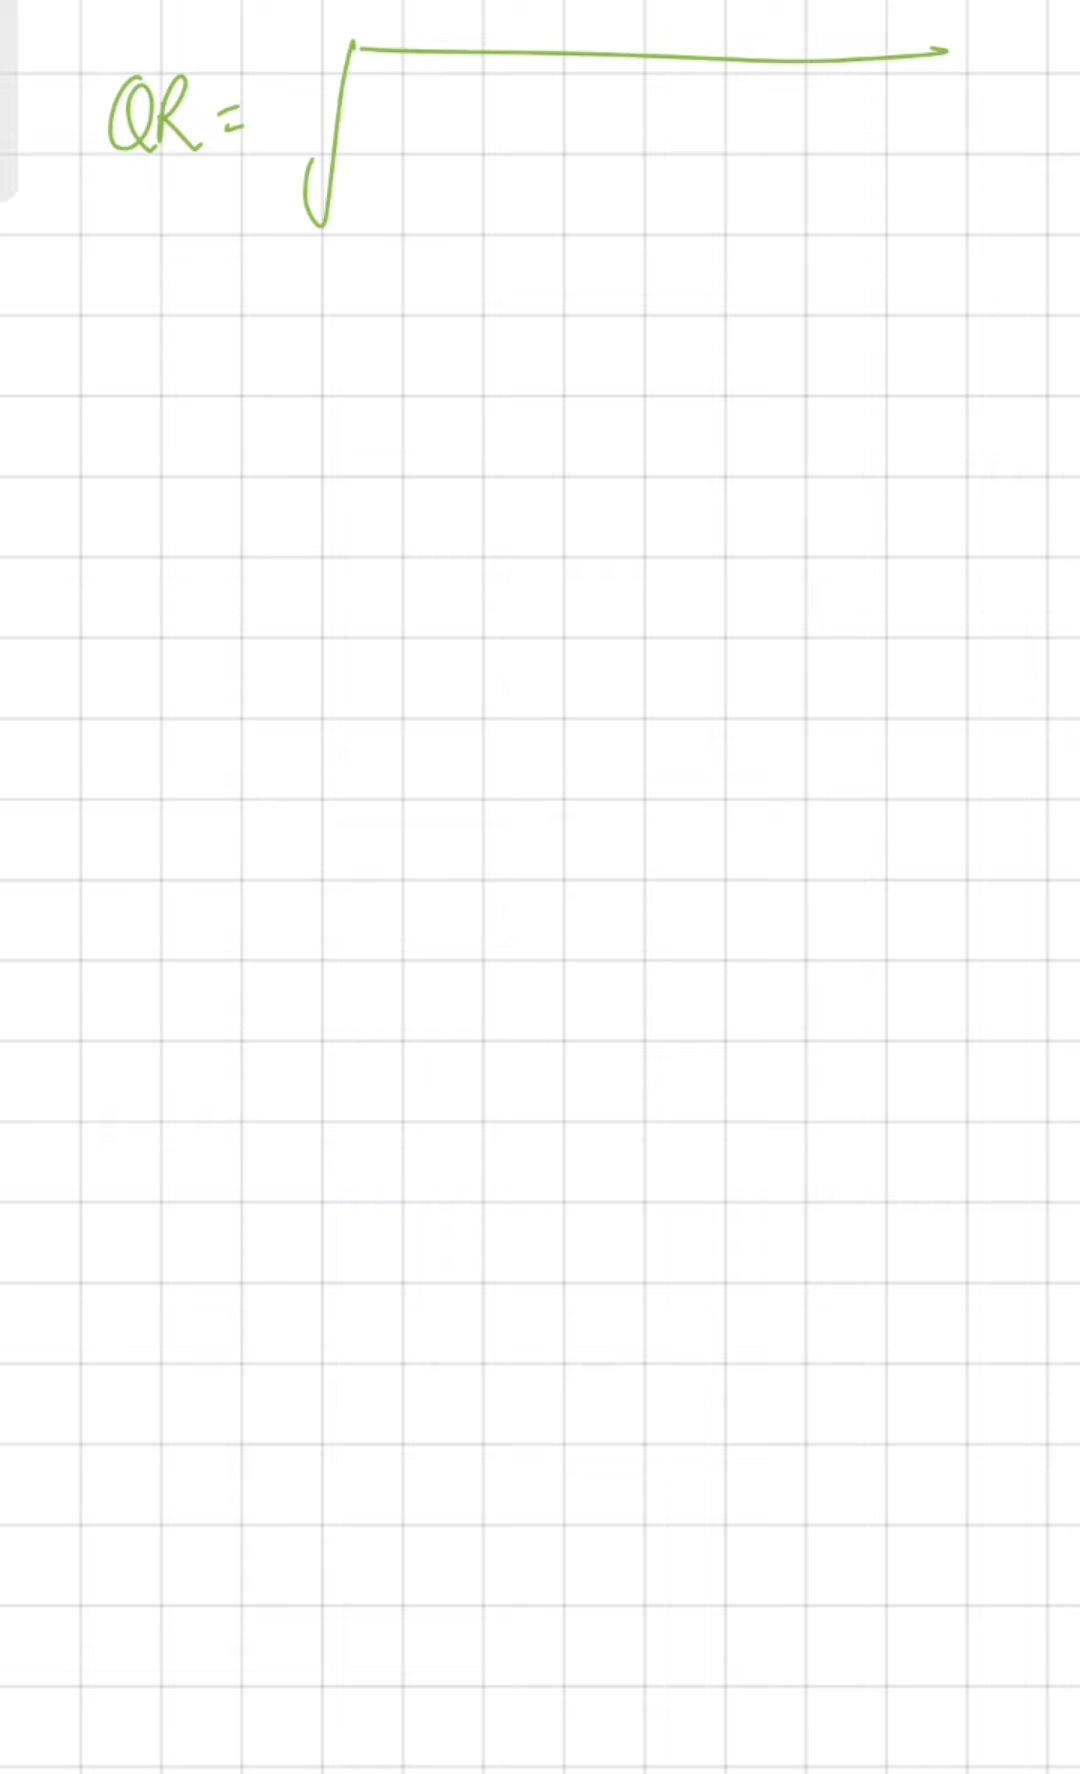 QR = √